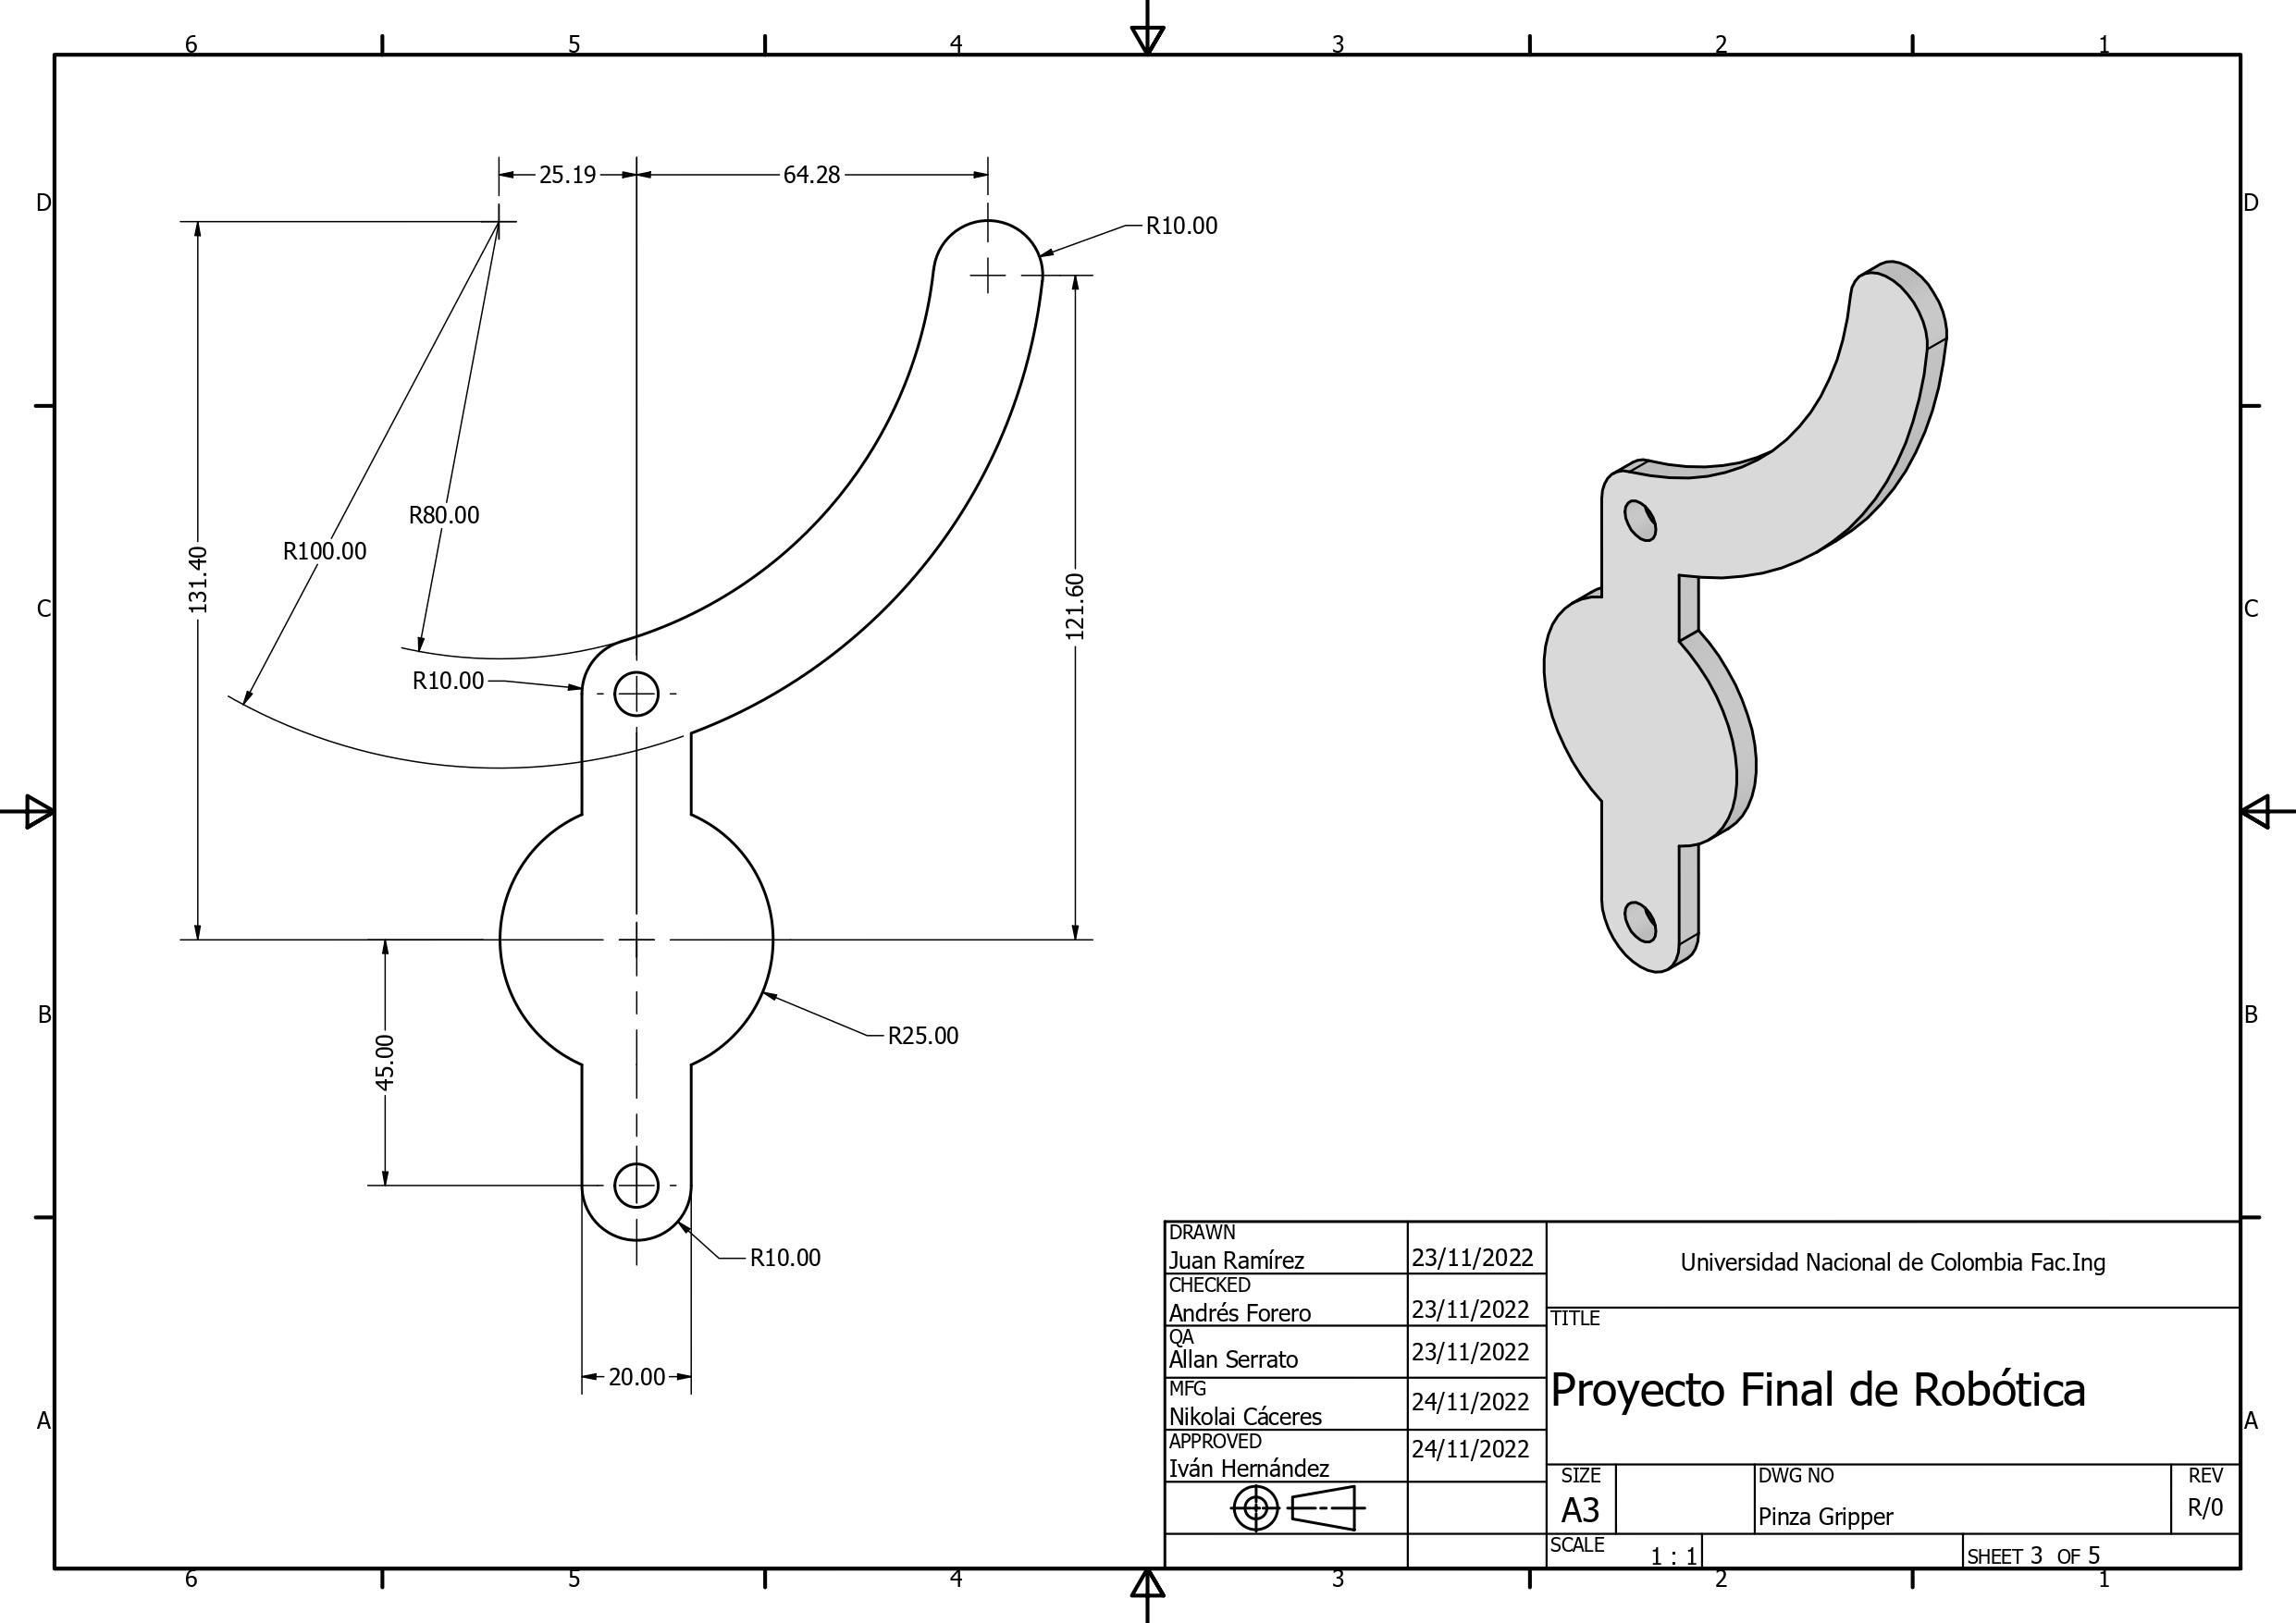 6 5 4 3 2 1
25.19 64.28
D D
R10.00
R80.00
R100.00
131.40
121.60
C C
R10.00
B B
R25.00
45.00
R10.00
20.00
A A
DRAWN
Juan Ramírez 23/11/2022
CHECKED
Andrés Forero 23/11/2022
QA
Allan Serrato 23/11/2022
MFG
Nikolai Cáceres 24/11/2022
APPROVED
Iván Hernández 24/11/2022
Universidad Nacional de Colombia Fac.Ing
TITLE
Proyecto Final de Robótica
SIZE
A3
DWG NO
Pinza Gripper
REV
R/0
SCALE
1 : 1
SHEET 3 OF 5
6 5 4 3 2 1